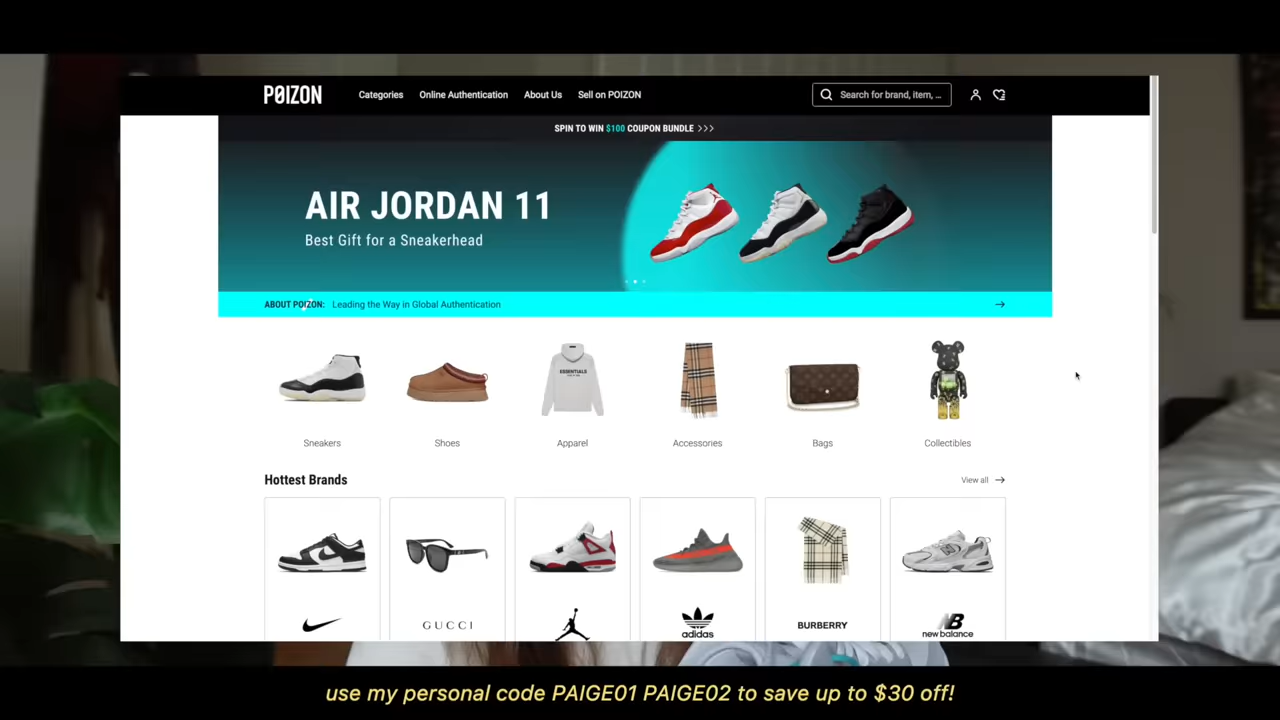 POIZON
Categories Online Authentication About Us Sell on POIZON
Search for brand, item, ...
SPIN TO WIN $100 COUPON BUNDLE >>>
AIR JORDAN 11
Best Gift for a Sneakerhead
ABOUT POIZON: Leading the Way in Global Authentication
ESSENTIALS
Sneakers Shoes Apparel Accessories Bags Collectibles
Hottest Brands View all
GUCCI adidas BURBERRY NB new balance
use my personal code PAIGE01 PAIGE02 to save up to $30 off!